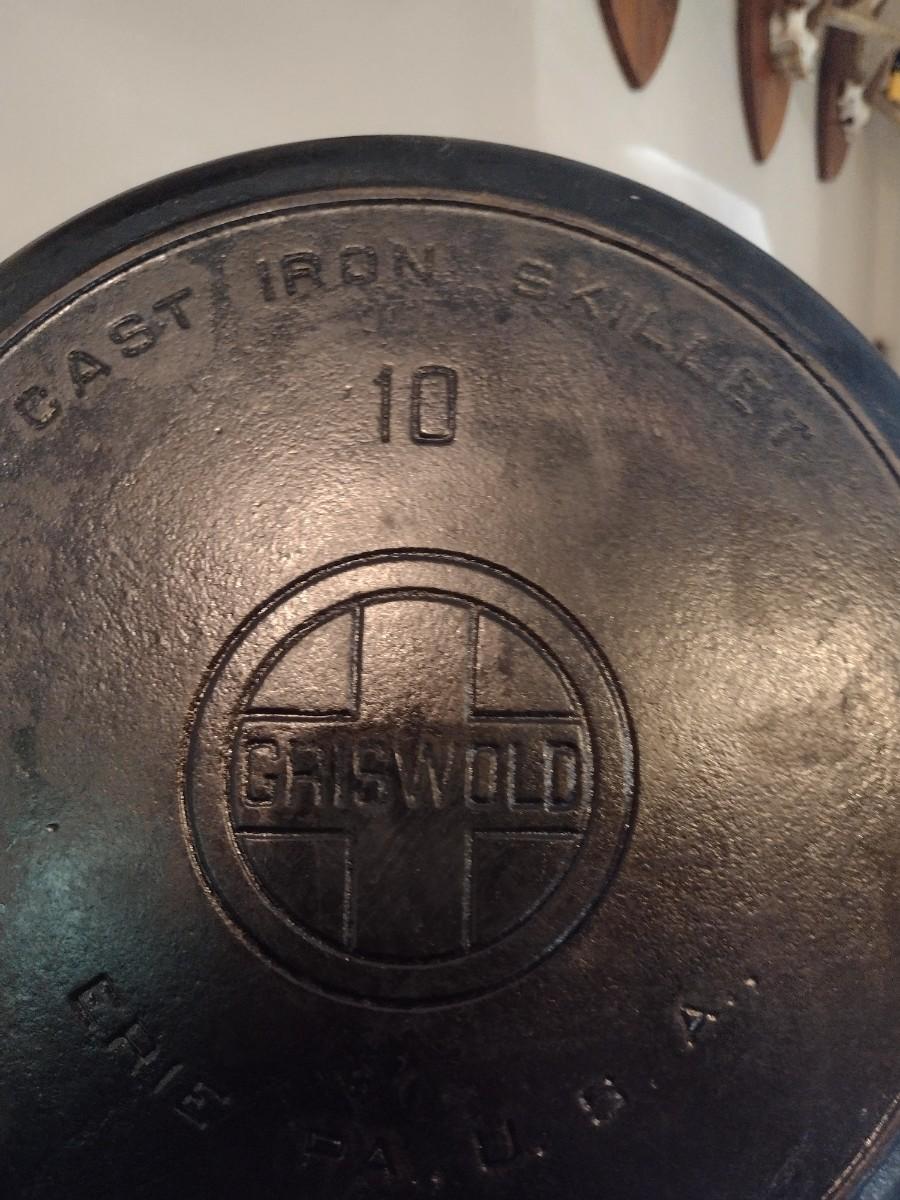 CAST IRON SKILLET
10
GRISWOLD
ERIE PA., U.S.A.